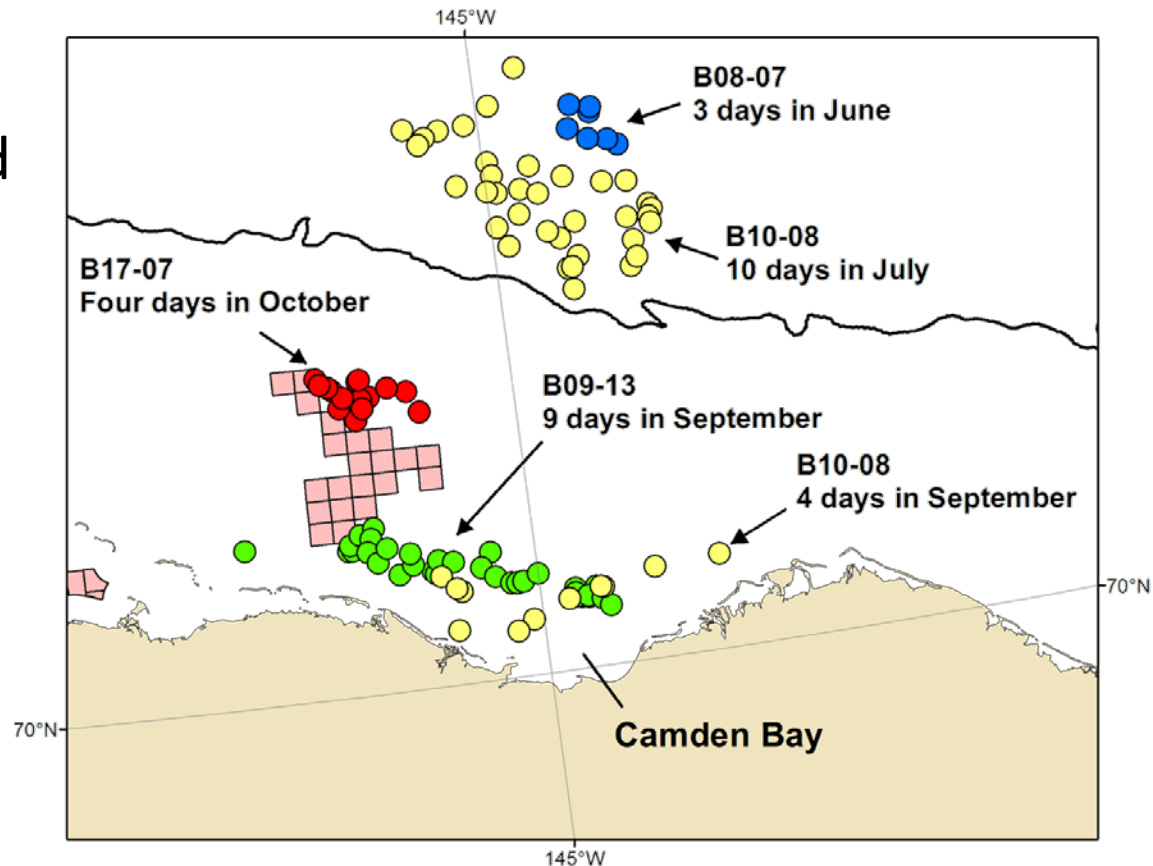 145°W
d
B08-07
3 days in June
B10-08
10 days in July
B17-07
Four days in October
B09-13
9 days in September
B10-08
4 days in September
70°N
70°N
Camden Bay
145°W